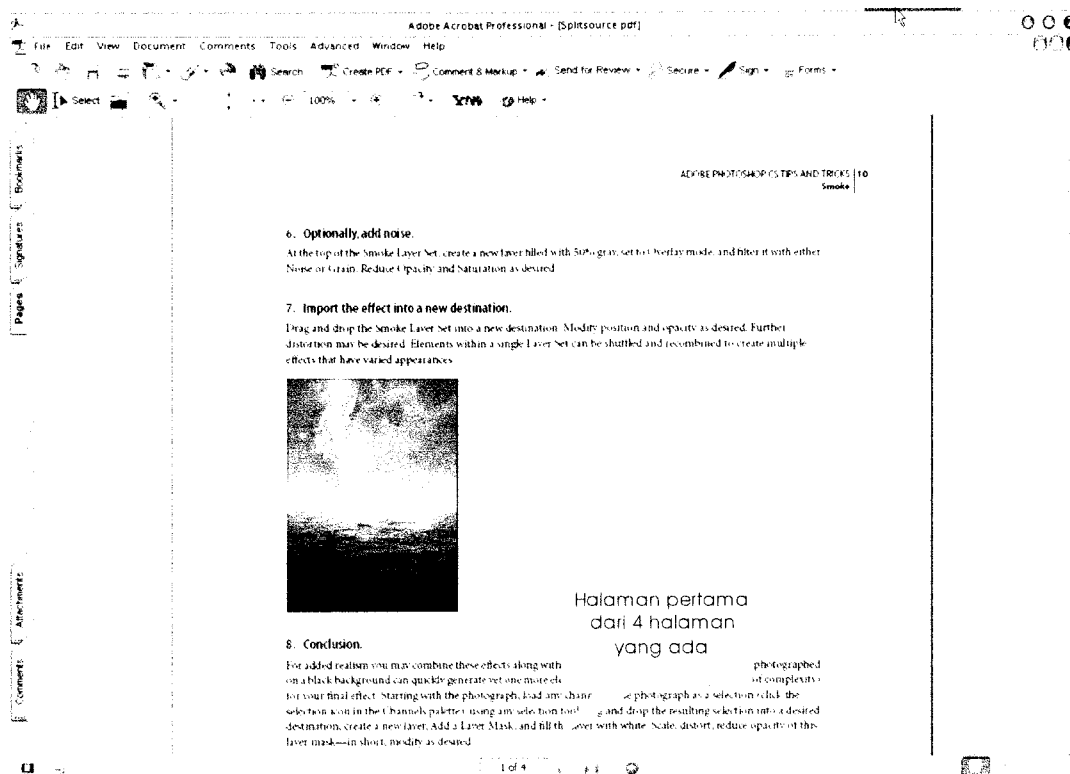 Adobe Acrobat Professional - [Splitsource pdf]
File Edit View Document Comments Tools Advanced Window Help
Search Create PDF Comment & Markup Send for Review Secure Sign Forms
Select 100% Help
Bookmarks
Signatures
Pages
Attachments
Comments
ADOBE PHOTOSHOP CS TIPS AND TRICKS 10
Smoke
6. Optionally, add noise.
At the top of the Smoke Layer Set, create a new layer filled with 50% gray, set to Overlay mode, and filter it with either
Noise or Grain. Reduce Opacity and Saturation as desired
7. Import the effect into a new destination.
Drag and drop the Smoke Layer Set into a new destination. Modify position and opacity as desired. Further
distortion may be desired. Elements within a single Layer Set can be shuffled and recombined to create multiple
effects that have varied appearances
Halaman pertama
dari 4 halaman
yang ada
8. Conclusion.
For added realism you may combine these effects along with photographed
on a black background can quickly generate yet one more of complexity
for your final effect. Starting with the photograph, load any photograph as a selection (click the
selection icon in the Channels palette) using any selection and drop the resulting selection into a desired
destination, create a new layer, Add a Layer Mask, and fill with white. Scale, distort, reduce opacity of this
layer mask—in short, modify as desired
1 of 4